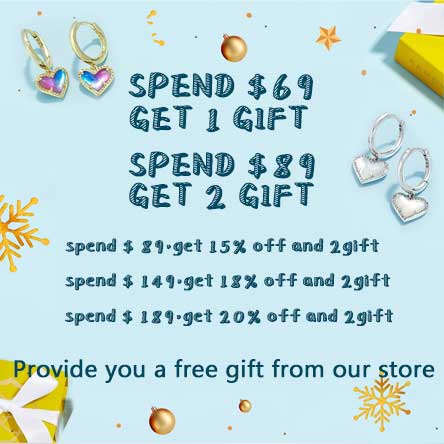 SPEND $69
GET 1 GIFT
SPEND $89
GET 2 GIFT
spend $ 89·get 15% off and 2gift
spend $ 149·get 18% off and 2gift
spend $ 189·get 20% off and 2gift
Provide you a free gift from our store